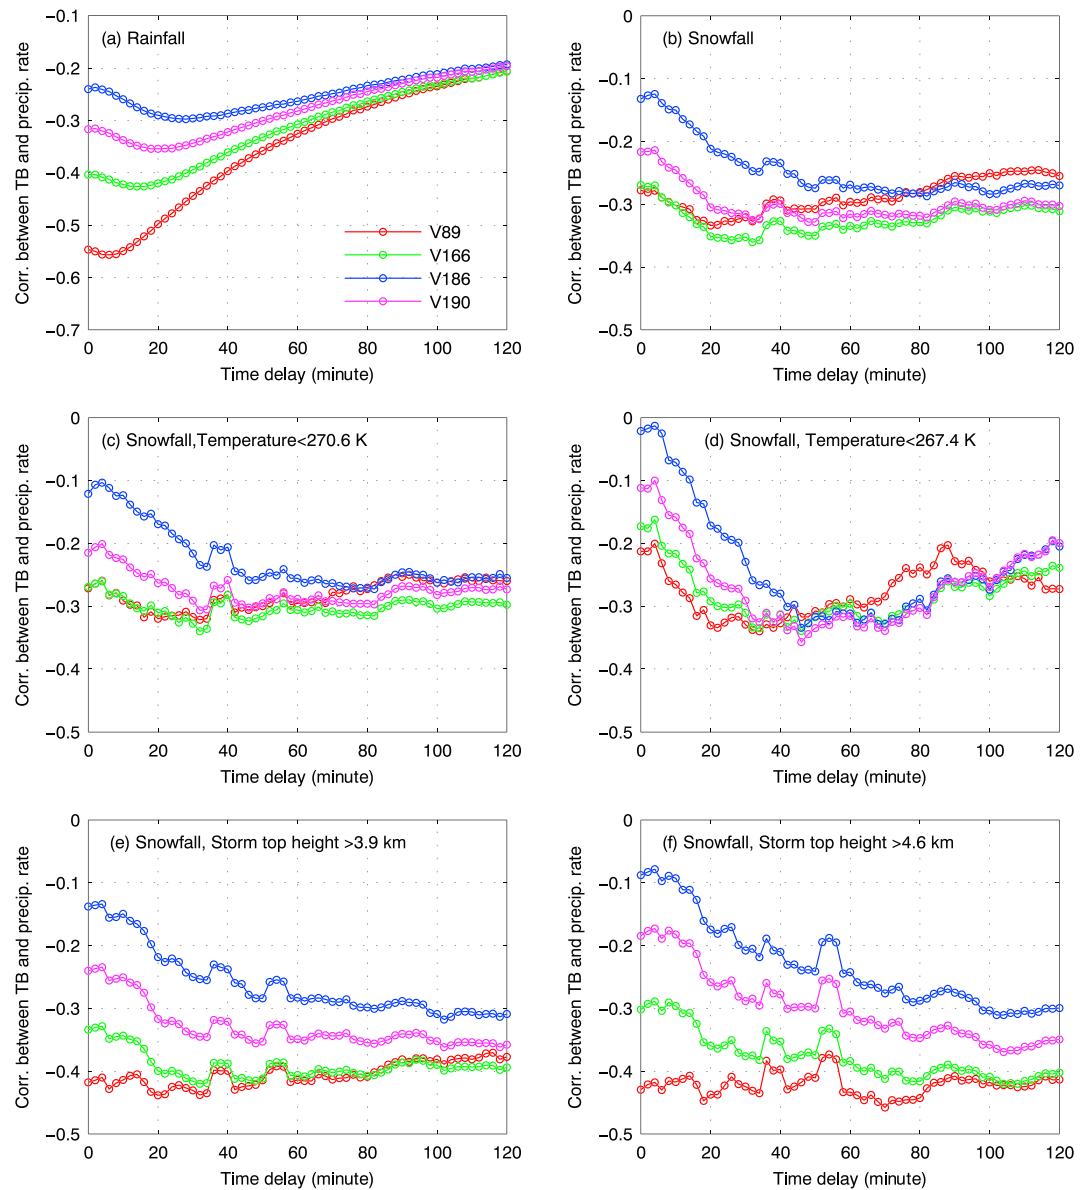 (a) Rainfall
Corr. between TB and precip. rate
−0.1
−0.2
−0.3
−0.4
−0.5
−0.6
−0.7
V89
V166
V186
V190
0 20 40 60 80 100 120
Time delay (minute)
(b) Snowfall
Corr. between TB and precip. rate
0
−0.1
−0.2
−0.3
−0.4
−0.5
0 20 40 60 80 100 120
Time delay (minute)
(c) Snowfall,Temperature<270.6 K
Corr. between TB and precip. rate
0
−0.1
−0.2
−0.3
−0.4
−0.5
0 20 40 60 80 100 120
Time delay (minute)
(d) Snowfall, Temperature<267.4 K
Corr. between TB and precip. rate
0
−0.1
−0.2
−0.3
−0.4
−0.5
0 20 40 60 80 100 120
Time delay (minute)
(e) Snowfall, Storm top height >3.9 km
Corr. between TB and precip. rate
0
−0.1
−0.2
−0.3
−0.4
−0.5
0 20 40 60 80 100 120
Time delay (minute)
(f) Snowfall, Storm top height >4.6 km
Corr. between TB and precip. rate
0
−0.1
−0.2
−0.3
−0.4
−0.5
0 20 40 60 80 100 120
Time delay (minute)